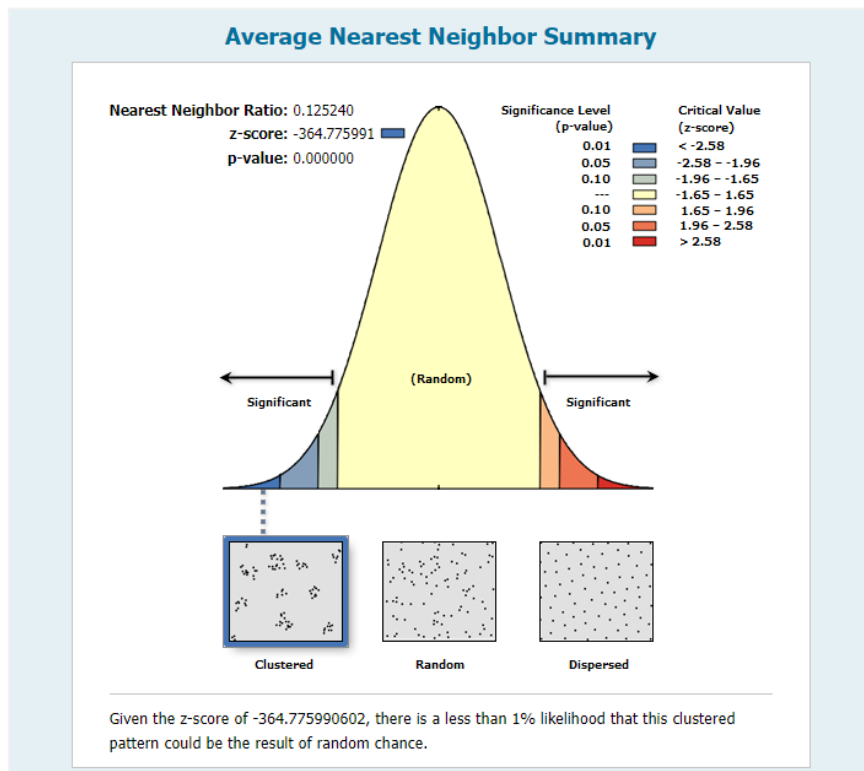 Average Nearest Neighbor Summary
Nearest Neighbor Ratio: 0.125240
z-score: -364.775991
p-value: 0.000000
Significance Level (p-value)
Critical Value (z-score)
0.01 < -2.58
0.05 -2.58 – -1.96
0.10 -1.96 – -1.65
--- -1.65 – 1.65
0.10 1.65 – 1.96
0.05 1.96 – 2.58
0.01 > 2.58
(Random)
Significant
Significant
Clustered
Random
Dispersed
Given the z-score of -364.775990602, there is a less than 1% likelihood that this clustered
pattern could be the result of random chance.